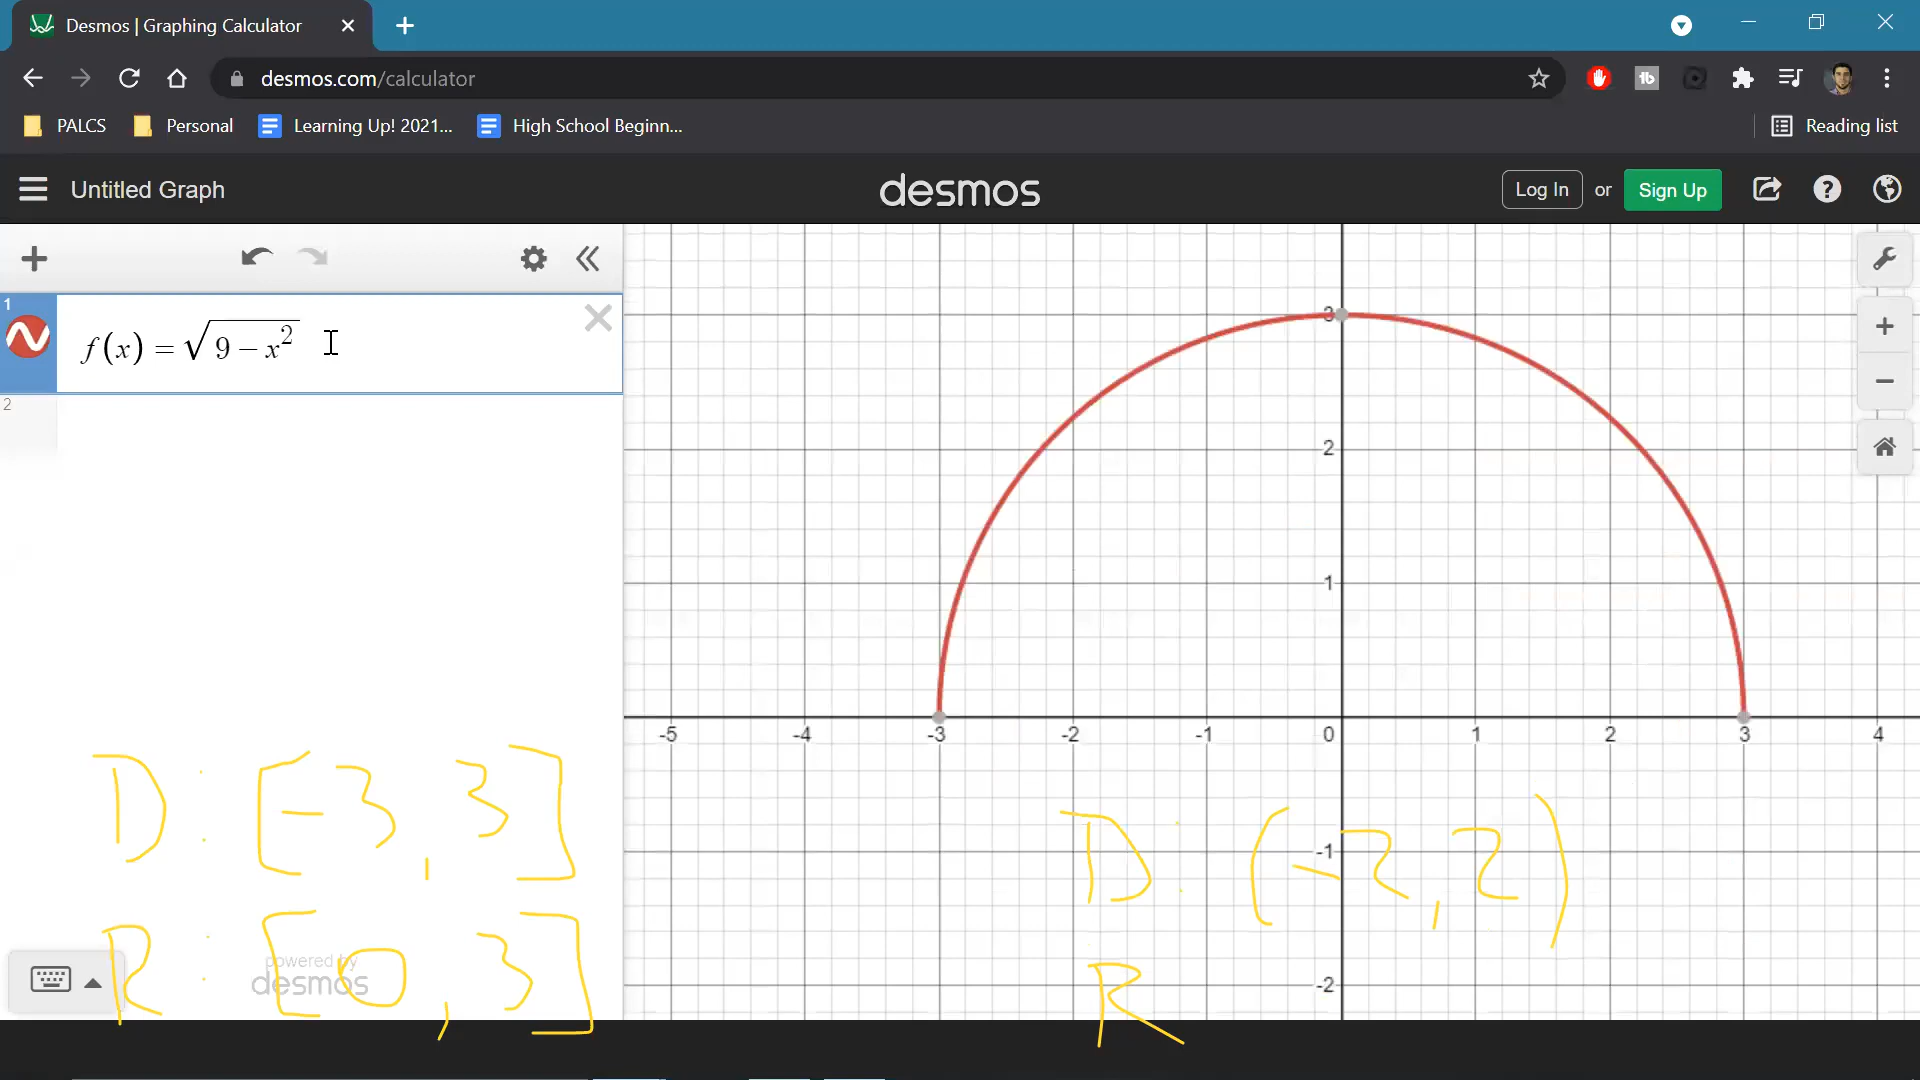 Desmos | Graphing Calculator
desmos.com/calculator
PALCS Personal Learning Up! 2021... High School Beginn... Reading list
Untitled Graph desmos Log In or Sign Up
1
f(x) = √(9 − x²)
2
3
2
1
-5 -4 -3 -2 -1 0 1 2 3 4
-1
-2
D : [-3, 3]
R : [0, 3]
powered by
desmos
D : (-2, 2)
R